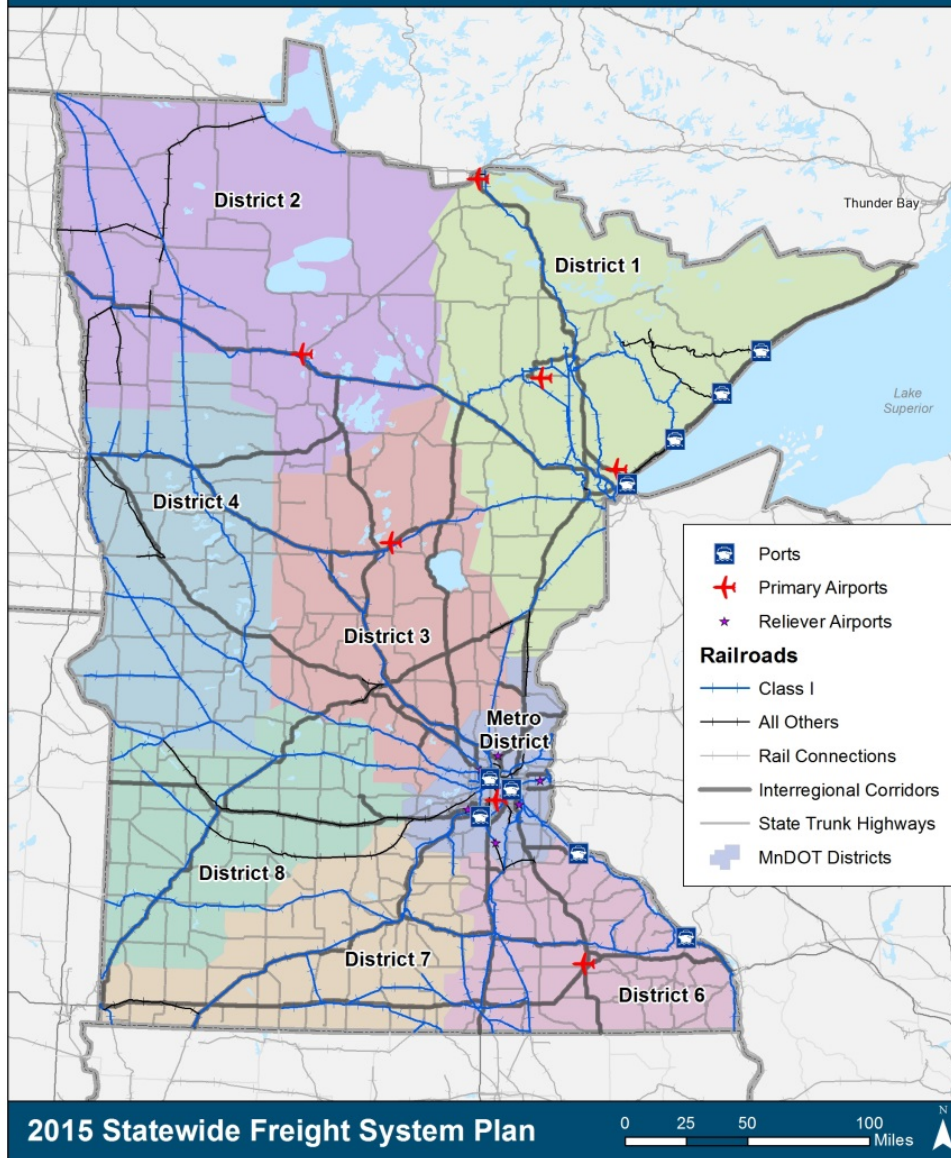 Thunder Bay
District 2
District 1
Lake
Superior
District 4
District 3
Metro
District
District 8
District 7
District 6
Ports
Primary Airports
Reliever Airports
Railroads
Class I
All Others
Rail Connections
Interregional Corridors
State Trunk Highways
MnDOT Districts
2015 Statewide Freight System Plan
0 25 50 100
Miles
N